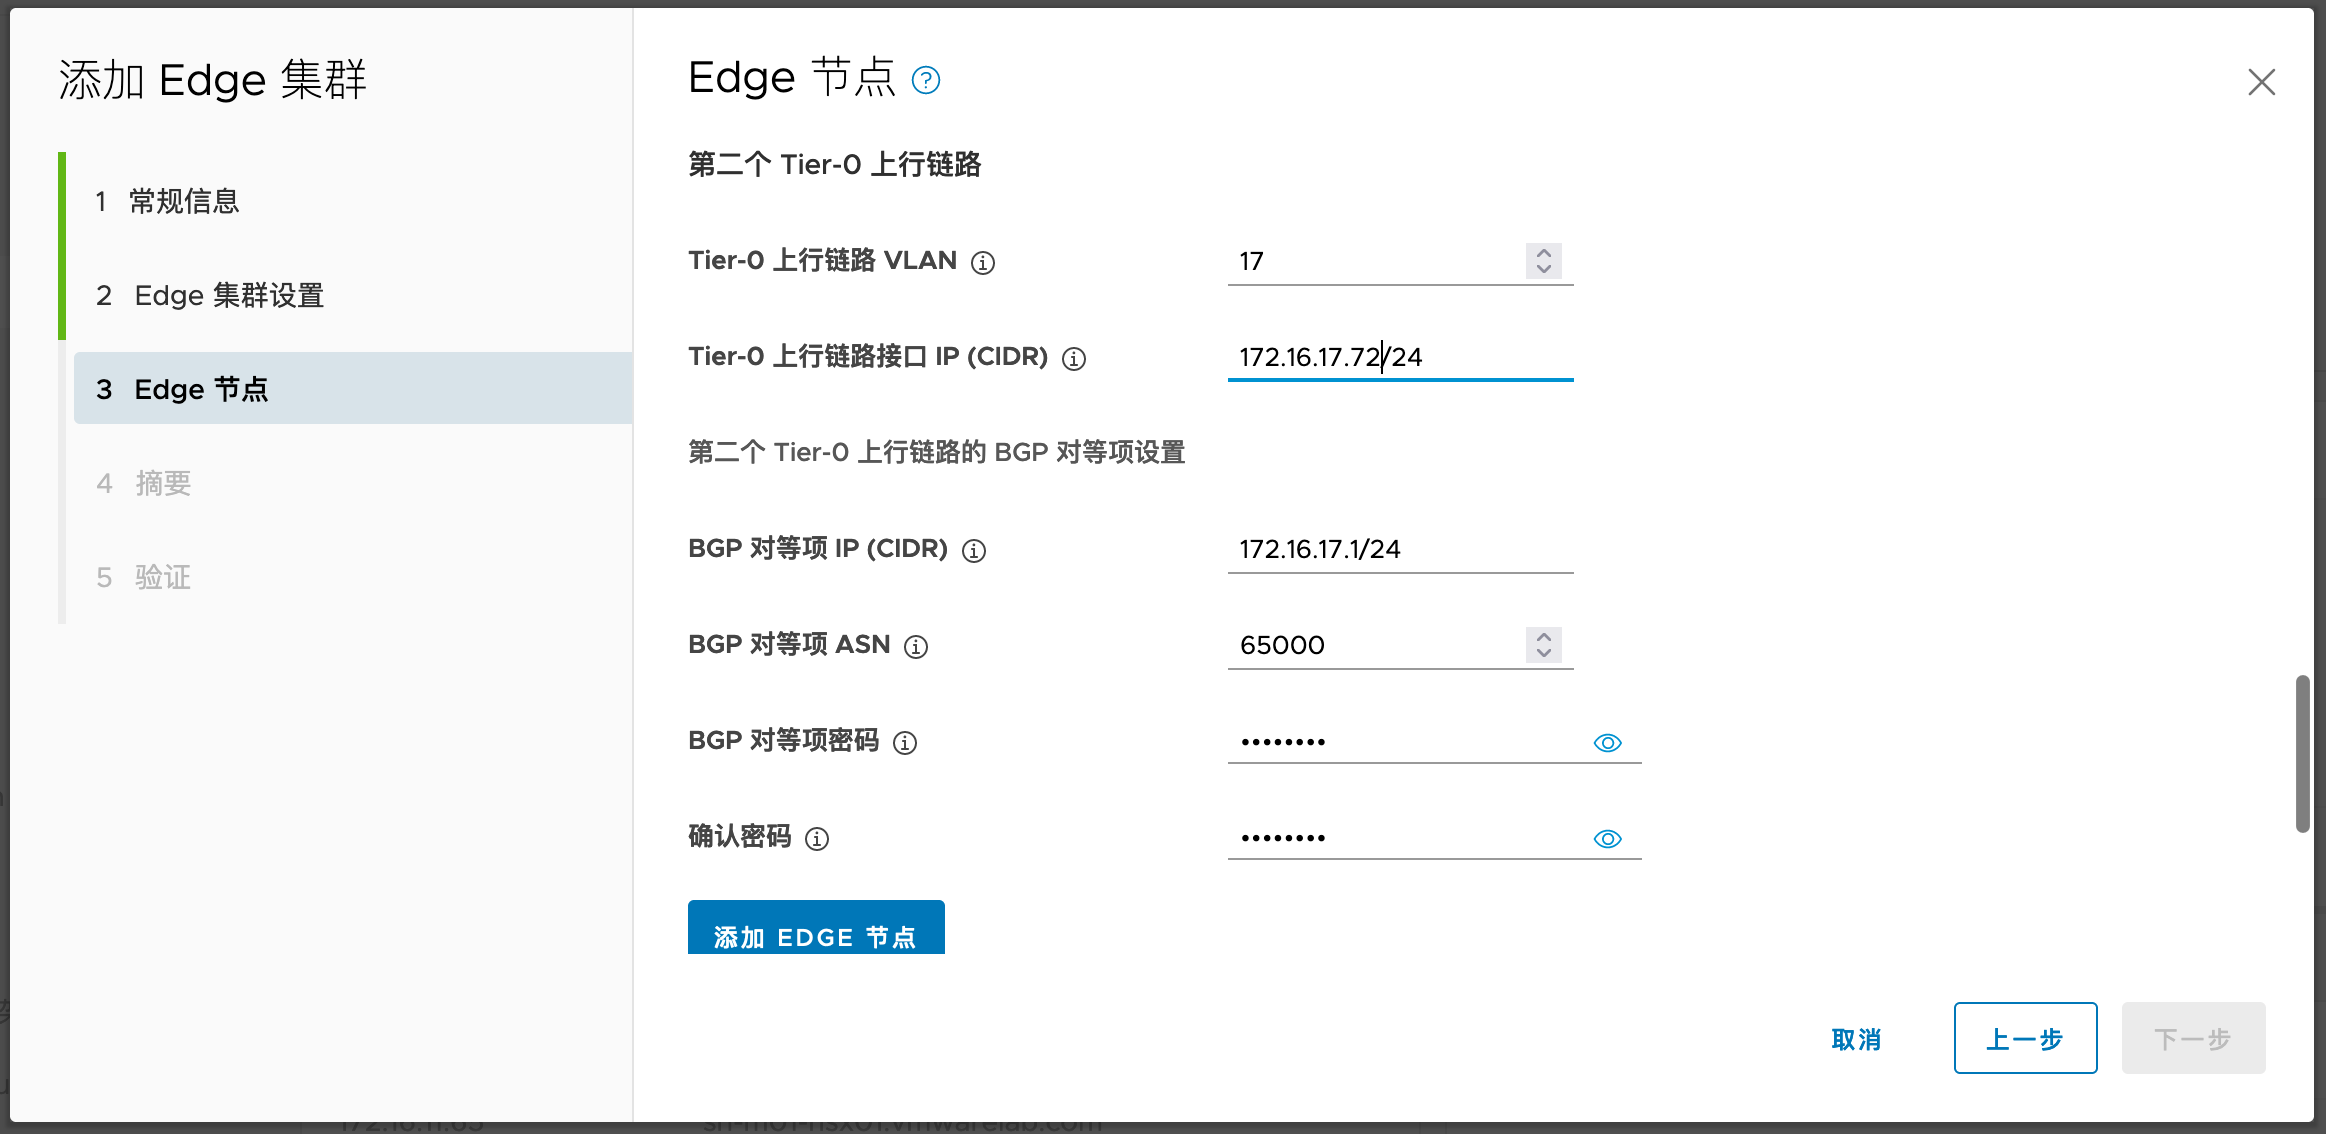 添加 Edge 集群
1 常规信息
2 Edge 集群设置
3 Edge 节点
4 摘要
5 验证
Edge 节点
第二个 Tier-0 上行链路
Tier-0 上行链路 VLAN 17
Tier-0 上行链路接口 IP (CIDR) 172.16.17.72/24
第二个 Tier-0 上行链路的 BGP 对等项设置
BGP 对等项 IP (CIDR) 172.16.17.1/24
BGP 对等项 ASN 65000
BGP 对等项密码 ••••••••
确认密码 ••••••••
添加 EDGE 节点
取消 上一步 下一步